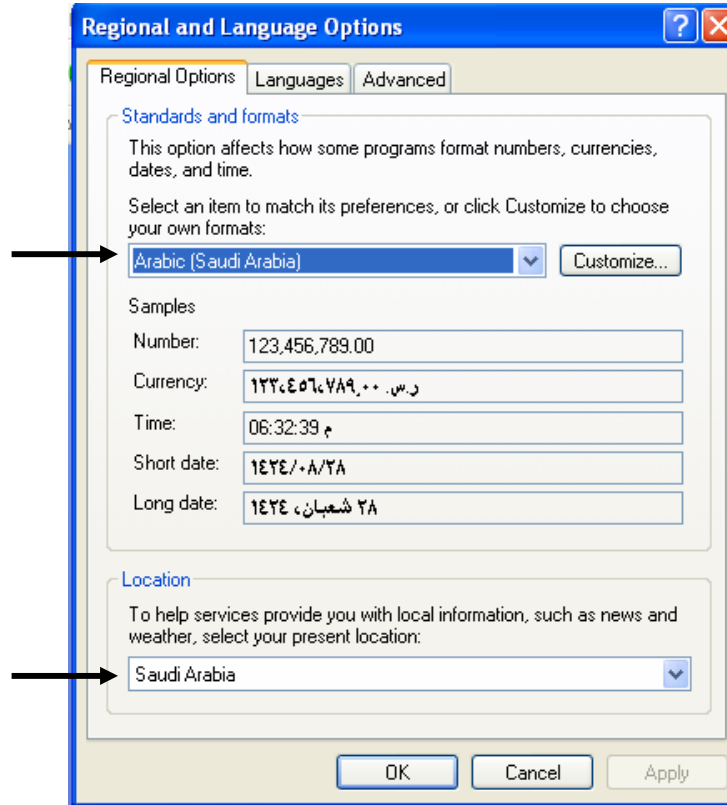 Regional and Language Options
Regional Options Languages Advanced
Standards and formats
This option affects how some programs format numbers, currencies,
dates, and time.
Select an item to match its preferences, or click Customize to choose
your own formats:
Arabic (Saudi Arabia) Customize...
Samples
Number: 123,456,789.00
Currency: ر.س. ١٢٣،٤٥٦،٧٨٩,٠٠
Time: 06:32:39 م
Short date: ١٤٢٤/٠٨/٢٨
Long date: ٢٨ شعبان، ١٤٢٤
Location
To help services provide you with local information, such as news and
weather, select your present location:
Saudi Arabia
OK Cancel Apply